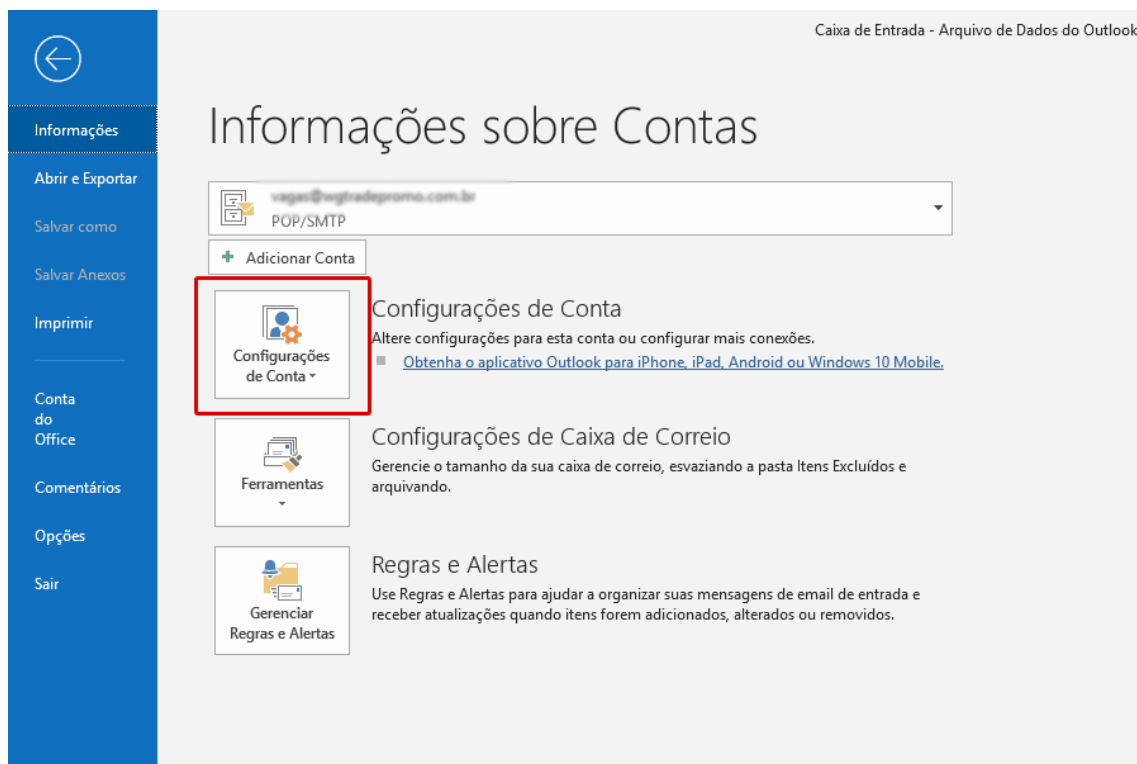 Caixa de Entrada - Arquivo de Dados do Outlook
Informações
Abrir e Exportar
Salvar como
Salvar Anexos
Imprimir
Conta
do
Office
Comentários
Opções
Sair
Informações sobre Contas
vagas@wgtradepromo.com.br
POP/SMTP
Adicionar Conta
Configurações
de Conta
Configurações de Conta
Altere configurações para esta conta ou configurar mais conexões.
Obtenha o aplicativo Outlook para iPhone, iPad, Android ou Windows 10 Mobile.
Ferramentas
Configurações de Caixa de Correio
Gerencie o tamanho da sua caixa de correio, esvaziando a pasta Itens Excluídos e
arquivando.
Gerenciar
Regras e Alertas
Regras e Alertas
Use Regras e Alertas para ajudar a organizar suas mensagens de email de entrada e
receber atualizações quando itens forem adicionados, alterados ou removidos.